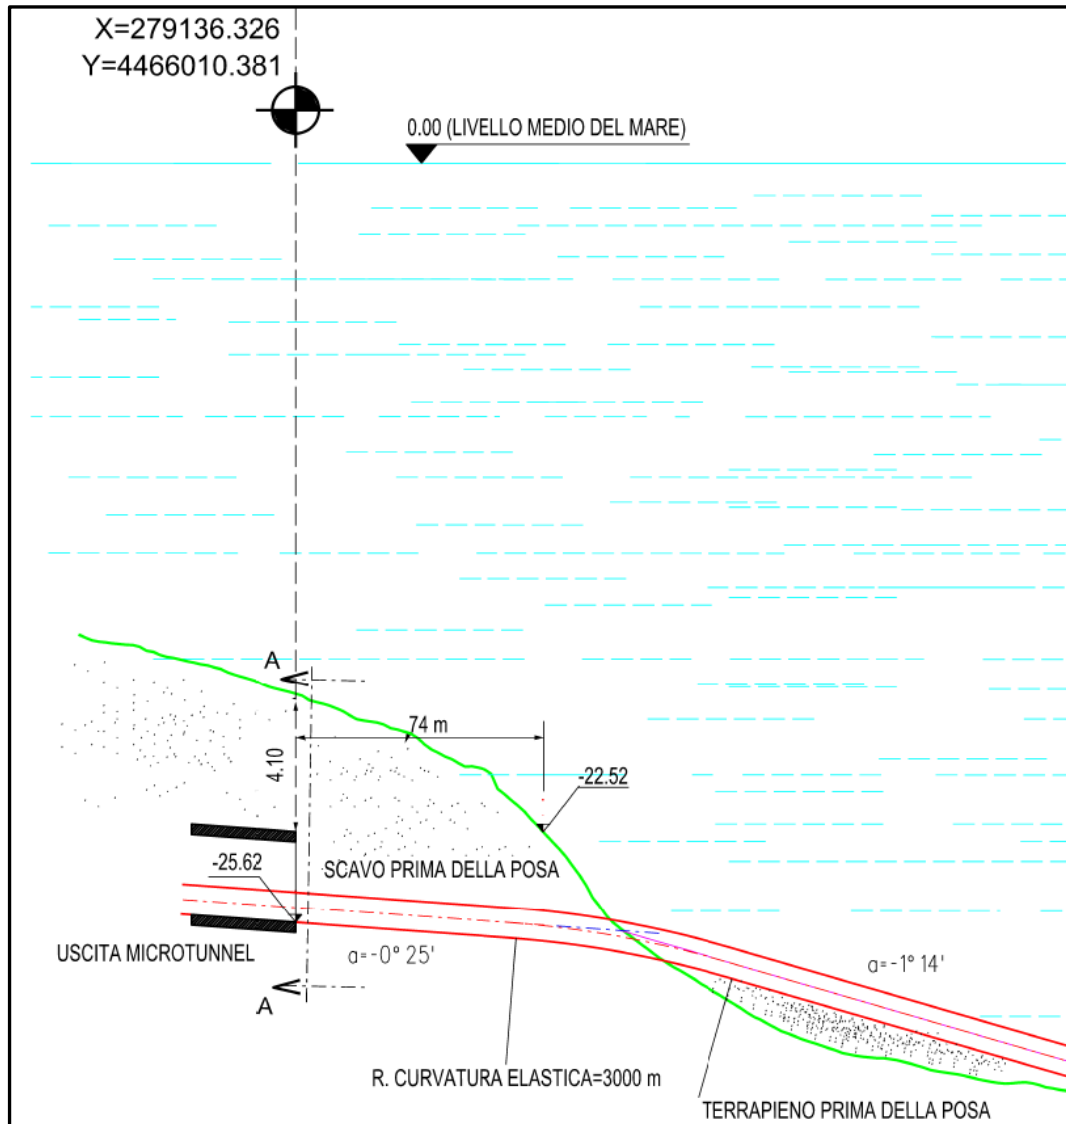 X=279136.326
Y=4466010.381
0.00 (LIVELLO MEDIO DEL MARE)
A
74 m
4.10
-22.52
-25.62
SCAVO PRIMA DELLA POSA
USCITA MICROTUNNEL
a=-0° 25'
a=-1° 14'
A
R. CURVATURA ELASTICA=3000 m
TERRAPIENO PRIMA DELLA POSA